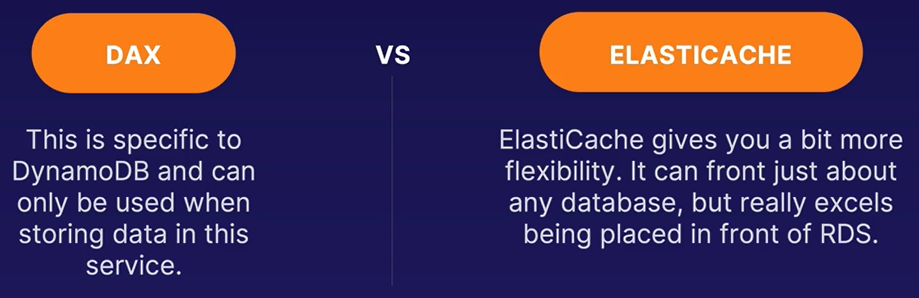 DAX
VS
ELASTICACHE
This is specific to
DynamoDB and can
only be used when
storing data in this
service.
ElastiCache gives you a bit more
flexibility. It can front just about
any database, but really excels
being placed in front of RDS.